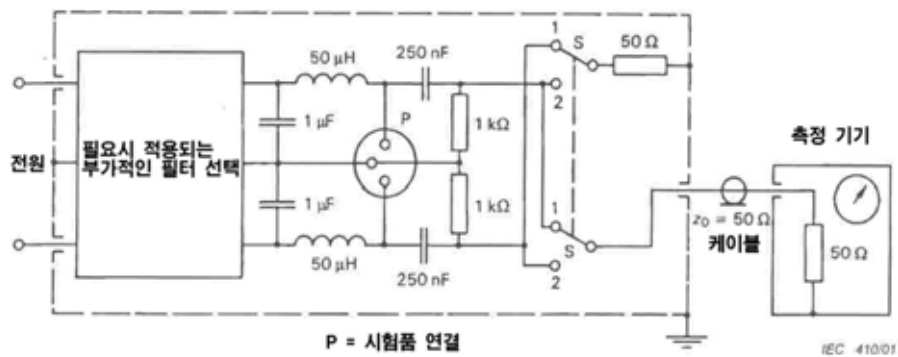 1
S
50 Ω
50 µH
250 nF
2
P
1 µF
1 kΩ
측정 기기
전원
필요시 적용되는
부가적인 필터 선택
1 µF
1 kΩ
1
S
z₀ = 50 Ω
케이블
50 Ω
50 µH
250 nF
2
P = 시험품 연결
IEC 410/01